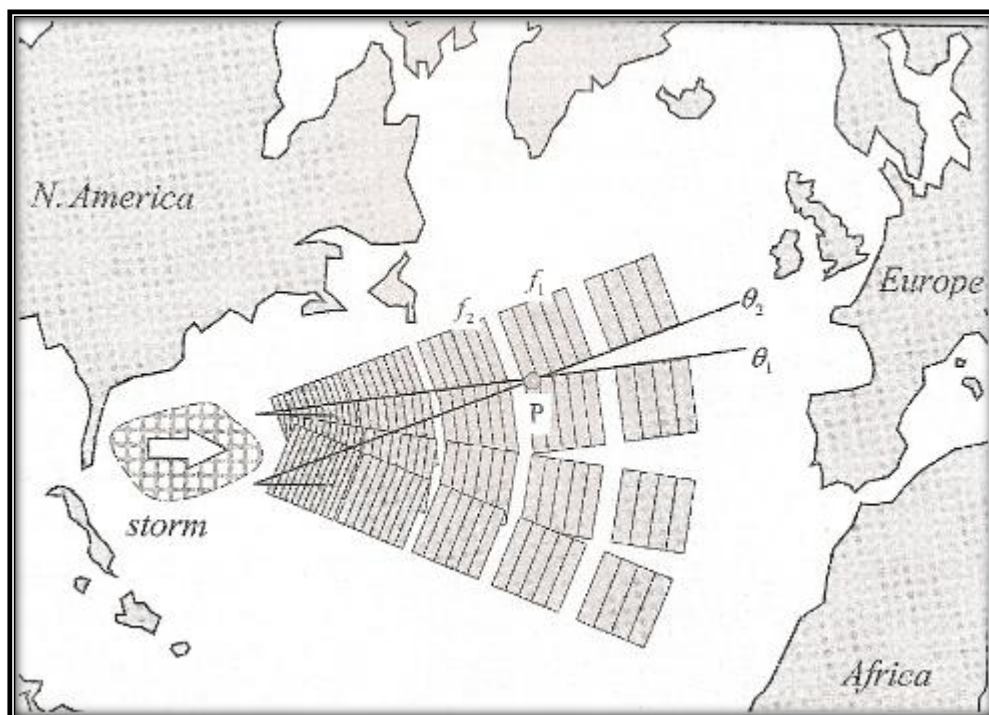 N. America
Europe
f₁
f₂
θ₂
θ₁
P
storm
Africa